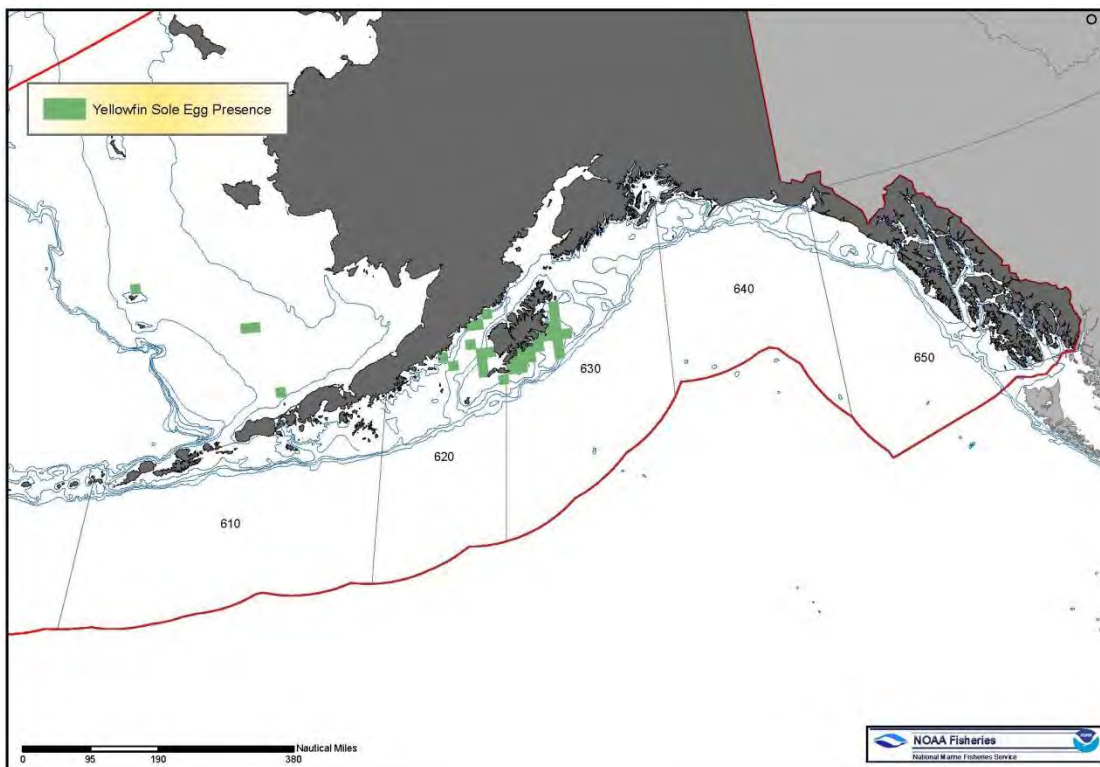 Yellowfin Sole Egg Presence
640
650
630
620
610
Nautical Miles
0 95 190 380
NOAA Fisheries
National Marine Fisheries Service